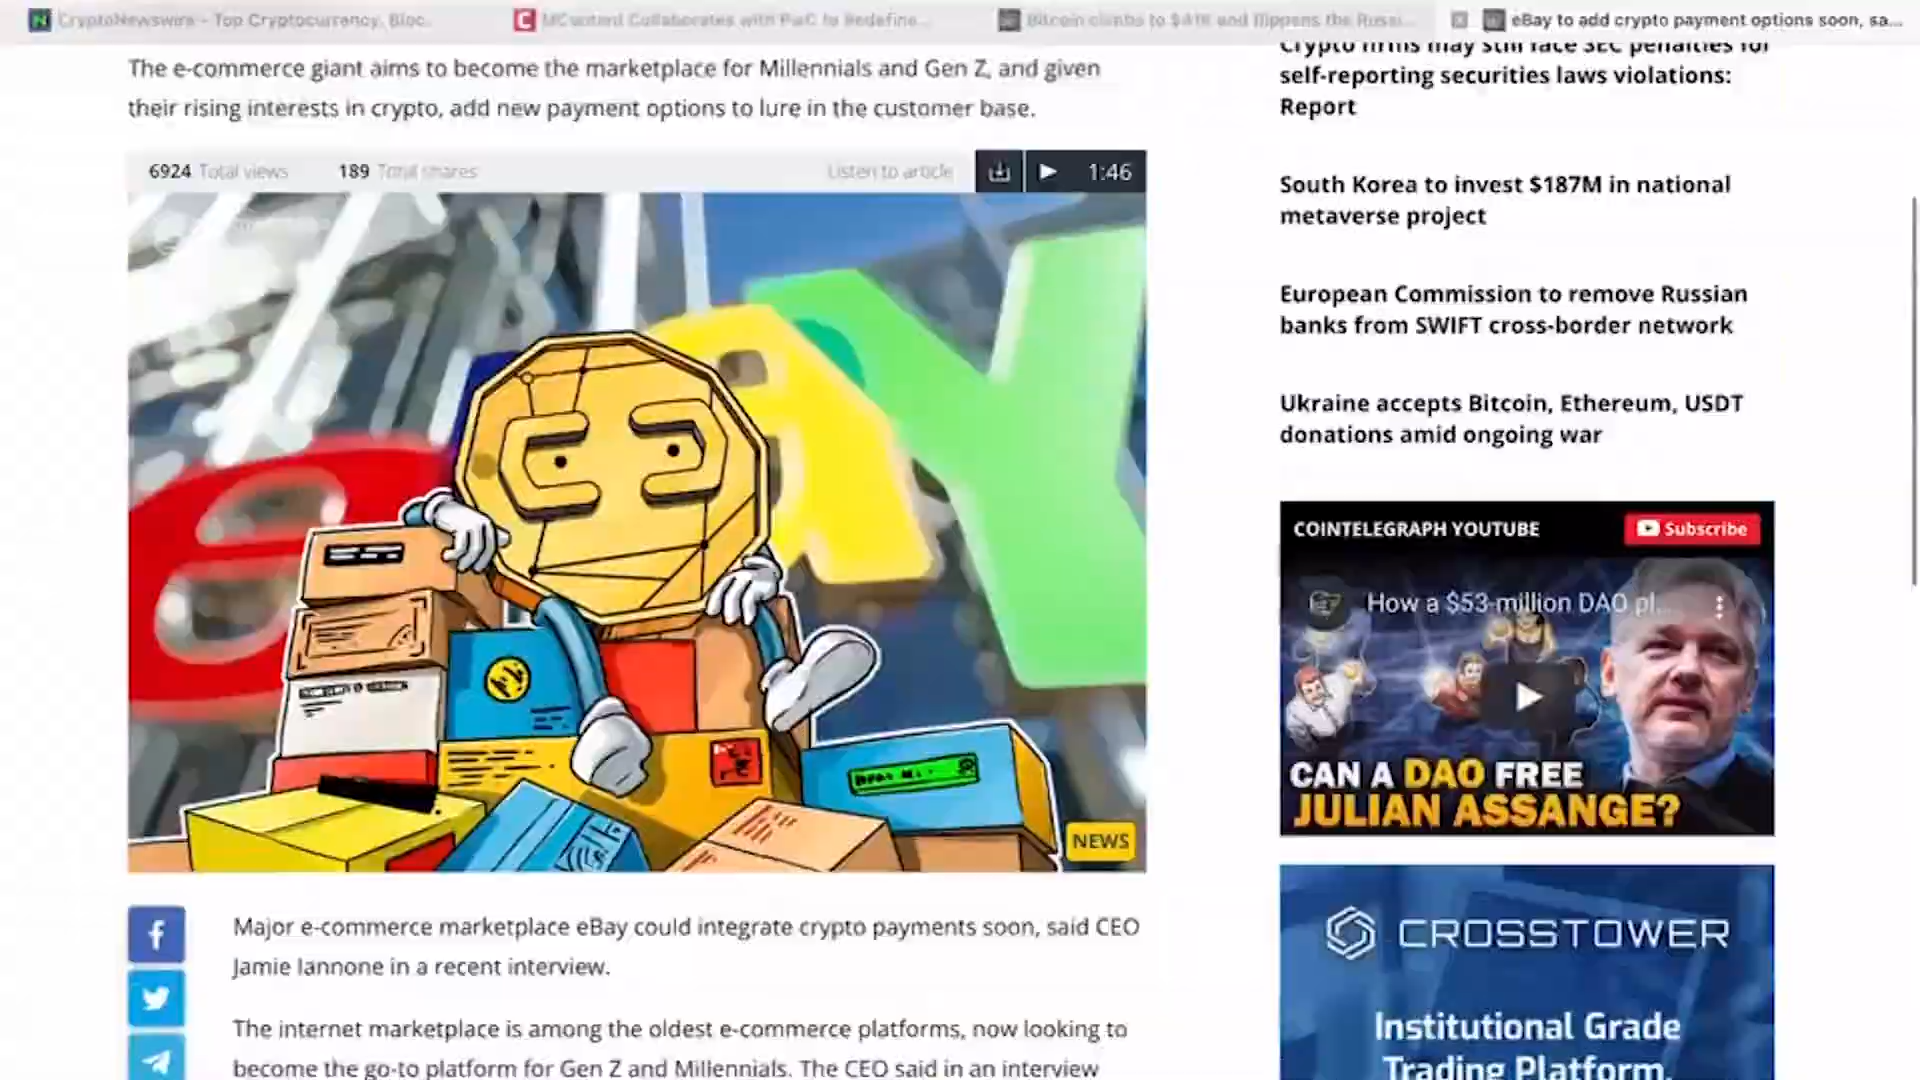 CryptoNewswire - Top Cryptocurrency, Bloc...
MContent Collaborates with PwC to Redefine...
Bitcoin climbs to $41K and flippens the Russi...
eBay to add crypto payment options soon, sa...
The e-commerce giant aims to become the marketplace for Millennials and Gen Z, and given
their rising interests in crypto, add new payment options to lure in the customer base.
6924 Total views 189 Total shares Listen to article 1:46
eBAY
NEWS
Major e-commerce marketplace eBay could integrate crypto payments soon, said CEO
Jamie Iannone in a recent interview.
The internet marketplace is among the oldest e-commerce platforms, now looking to
become the go-to platform for Gen Z and Millennials. The CEO said in an interview
Crypto firms may still face SEC penalties for
self-reporting securities laws violations:
Report
South Korea to invest $187M in national
metaverse project
European Commission to remove Russian
banks from SWIFT cross-border network
Ukraine accepts Bitcoin, Ethereum, USDT
donations amid ongoing war
COINTELEGRAPH YOUTUBE
Subscribe
How a $53-million DAO pl...
CAN A DAO FREE
JULIAN ASSANGE?
CROSSTOWER
Institutional Grade
Trading Platform.